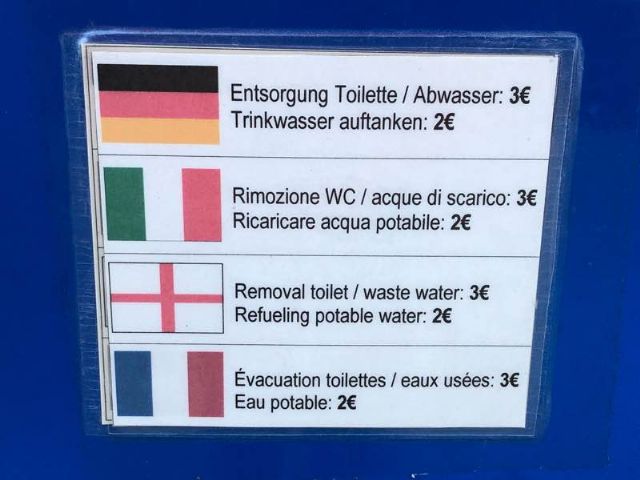 Entsorgung Toilette / Abwasser: 3€
Trinkwasser auftanken: 2€
Rimozione WC / acque di scarico: 3€
Ricaricare acqua potabile: 2€
Removal toilet / waste water: 3€
Refueling potable water: 2€
Évacuation toilettes / eaux usées: 3€
Eau potable: 2€